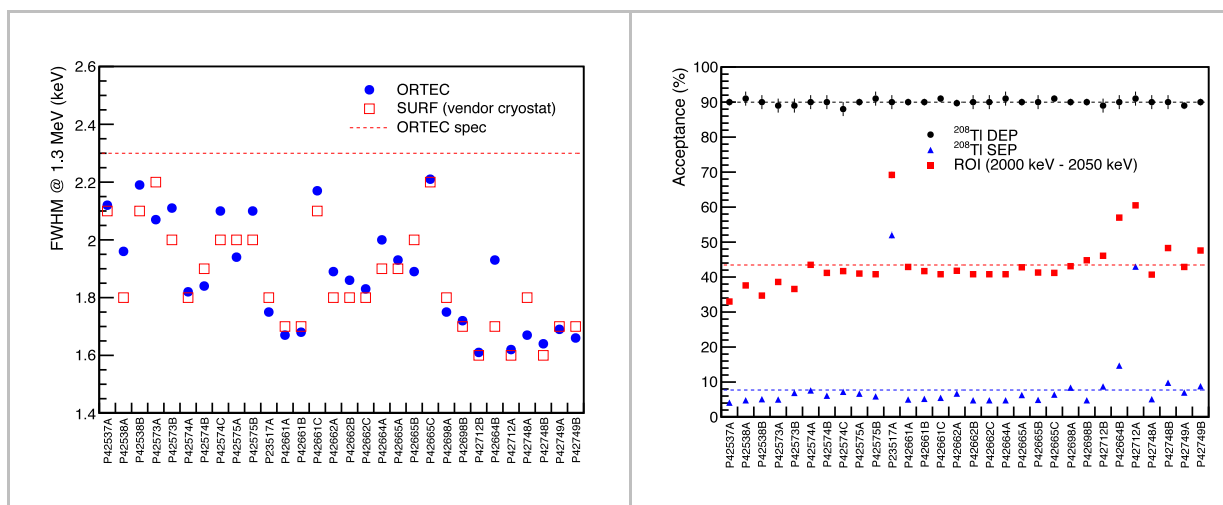 FWHM @ 1.3 MeV (keV)
2.6
2.4
2.2
2
1.8
1.6
1.4
ORTEC
SURF (vendor cryostat)
ORTEC spec
P42537A
P42538A
P42538B
P42573A
P42573B
P42574A
P42574B
P42574C
P42575A
P42575B
P23517A
P42661A
P42661B
P42661C
P42662A
P42662B
P42662C
P42664A
P42665A
P42665B
P42665C
P42698A
P42698B
P42712B
P42664B
P42712A
P42748A
P42748B
P42749A
P42749B
Acceptance (%)
100
90
80
70
60
50
40
30
20
10
0
²⁰⁸Tl DEP
²⁰⁸Tl SEP
ROI (2000 keV - 2050 keV)
P42537A
P42538A
P42538B
P42573A
P42573B
P42574A
P42574B
P42574C
P42575A
P42575B
P23517A
P42661A
P42661B
P42661C
P42662A
P42662B
P42662C
P42664A
P42665A
P42665B
P42665C
P42698A
P42698B
P42712B
P42664B
P42712A
P42748A
P42748B
P42749A
P42749B